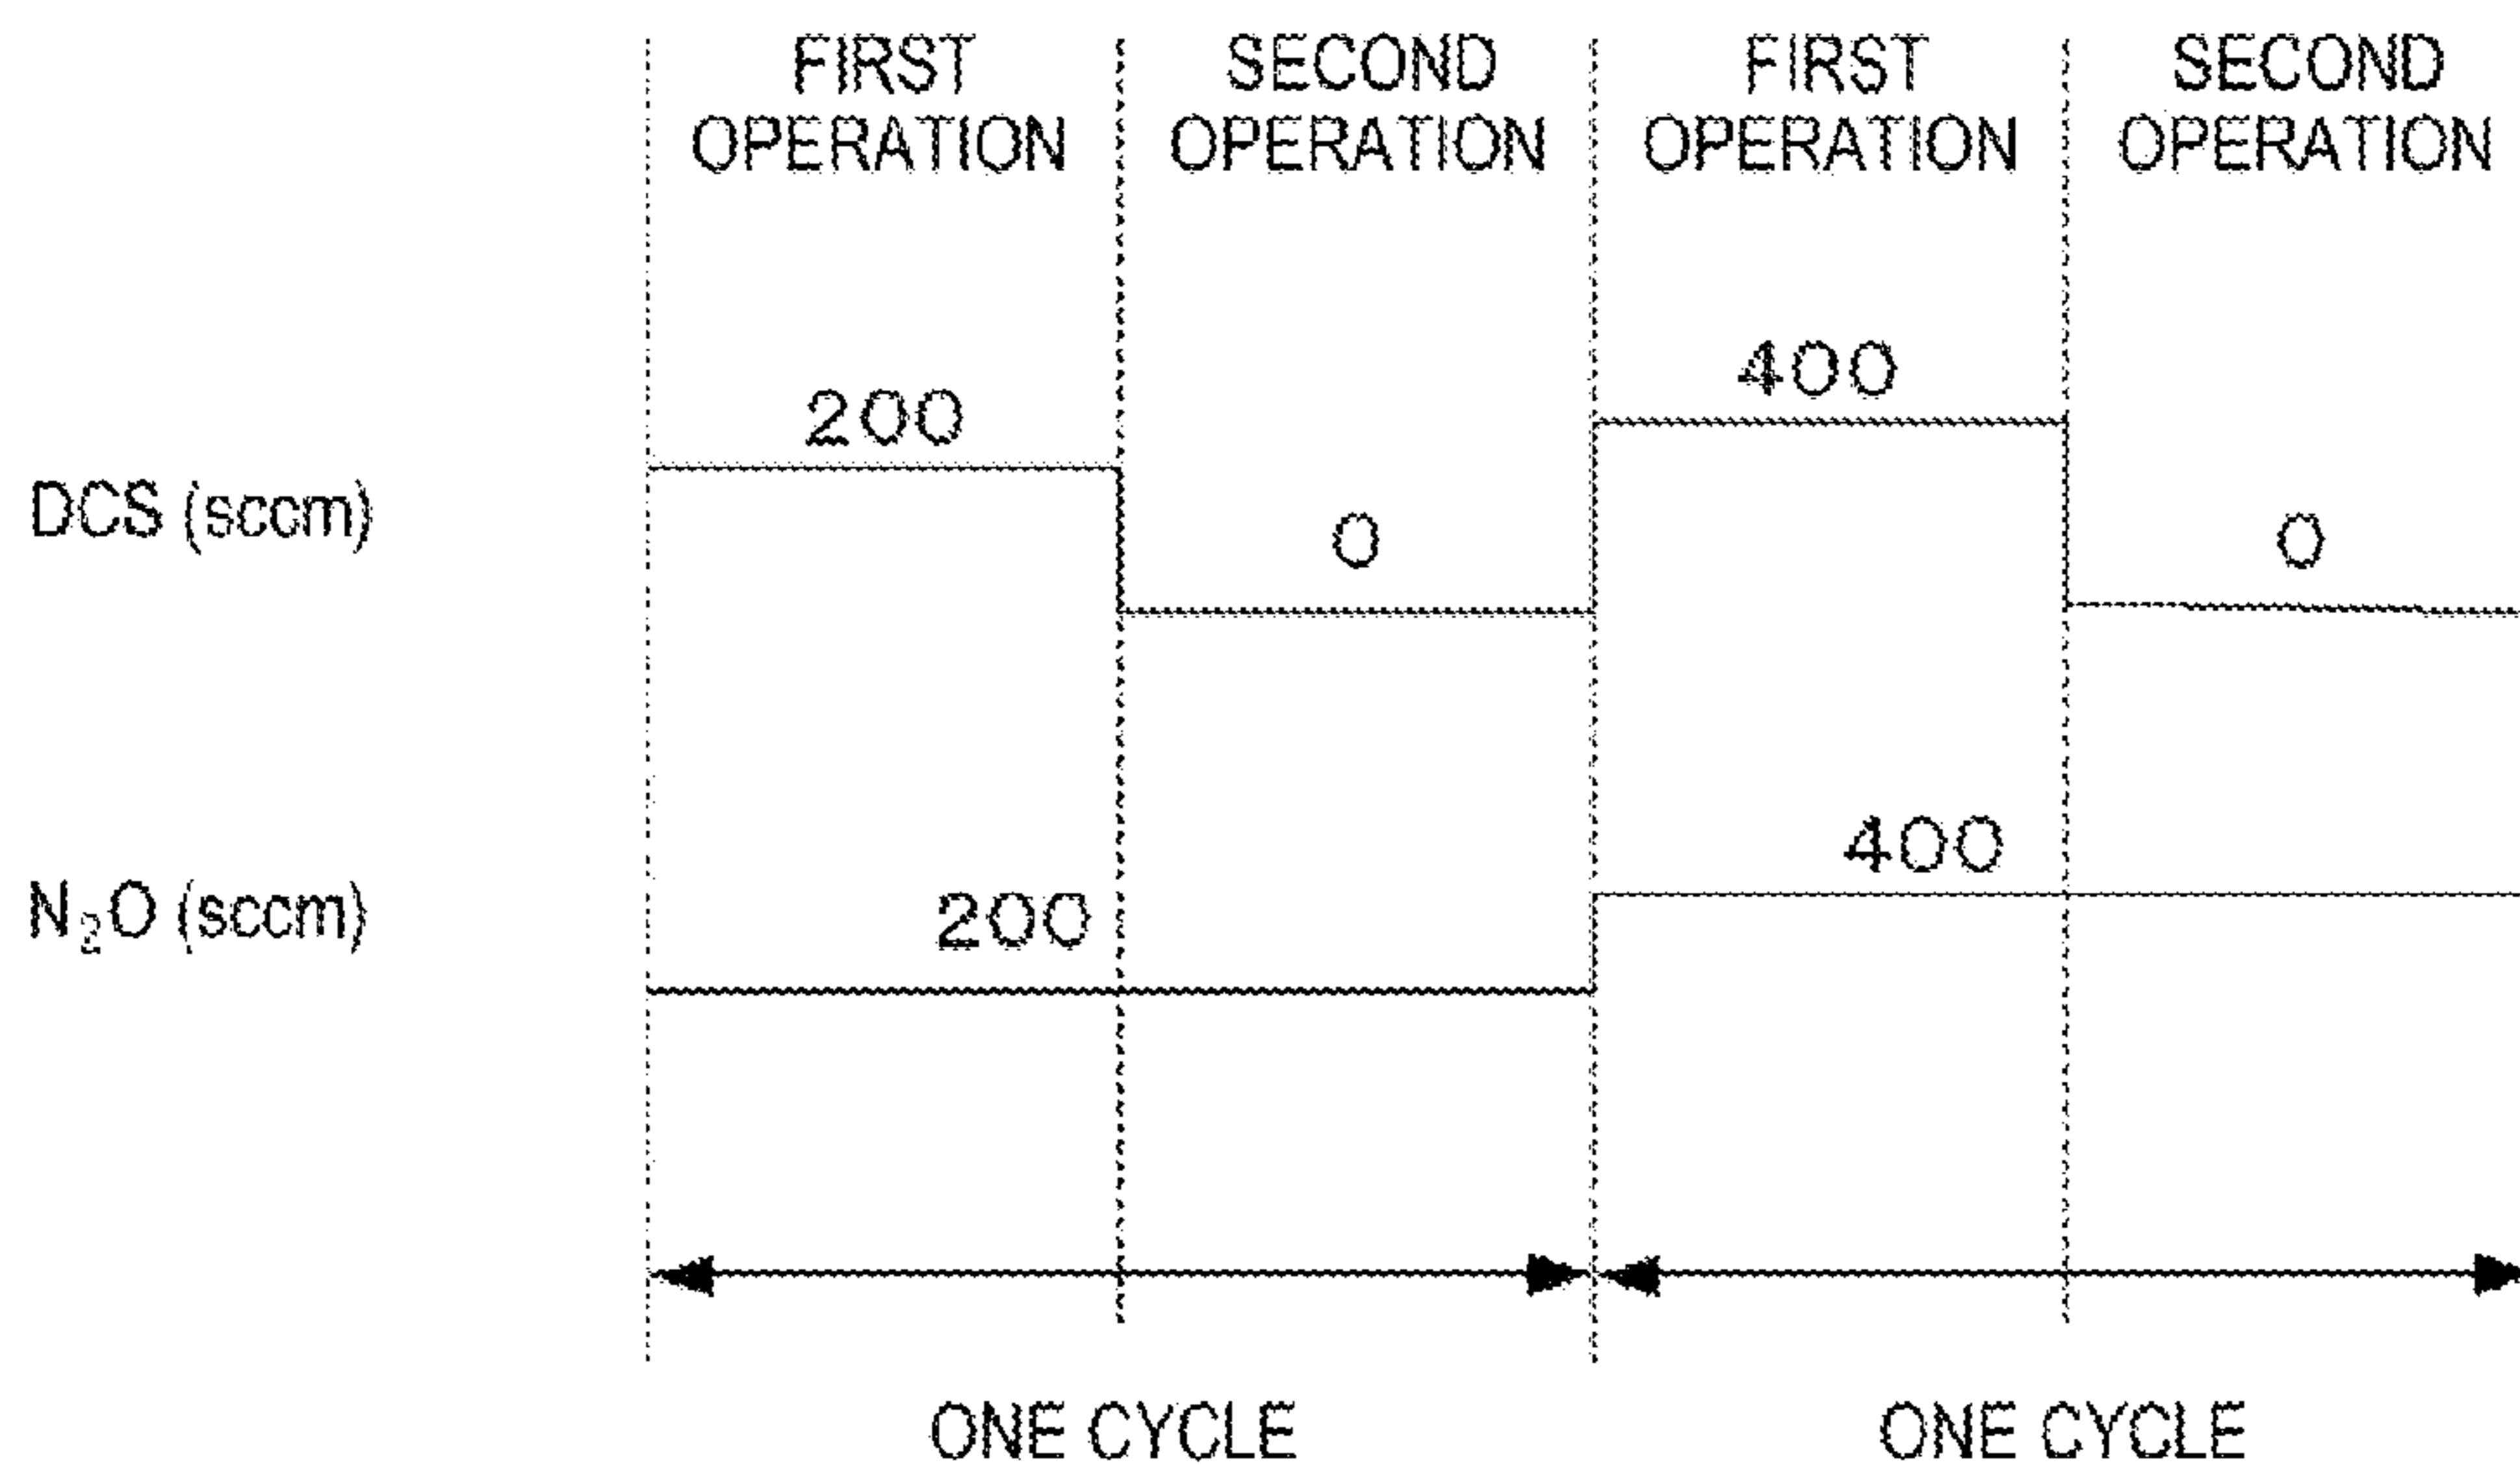 FIRST OPERATION
SECOND OPERATION
FIRST OPERATION
SECOND OPERATION
DCS (sccm)
200
0
400
0
N₂O (sccm)
200
400
ONE CYCLE
ONE CYCLE